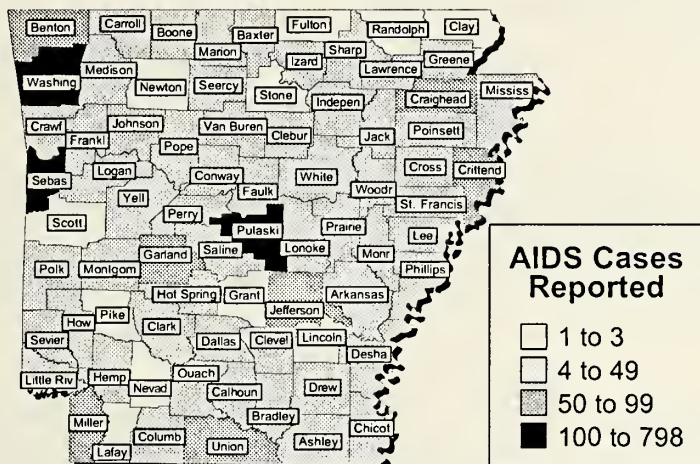 Benton Carroll Boone Baxter Fulton Randolph Clay
Marion Sharp Greene
Izard Lawrence
Washing Medison Newton Seercy Stone Indepen Craighead Mississ
Crawf Johnson Van Buren Clebur Jack Poinsett
Frankl Pope
Sebas Logan Conway White Cross Crittend
Yell Faulk Woodr St. Francis
Scott Perry Pulaski Prairie Lee
Garland Saline Lonoke Monr
Polk Montgom Phillips
Hot Spring Grant Jefferson Arkansas
How Pike Clark
Sevier Dallas Clevel Lincoln Desha
Little Riv Hemp Nevad Ouach Calhoun Drew
Miller Bradley Chicot
Lafay Columb Union Ashley
AIDS Cases
Reported
1 to 3
4 to 49
50 to 99
100 to 798